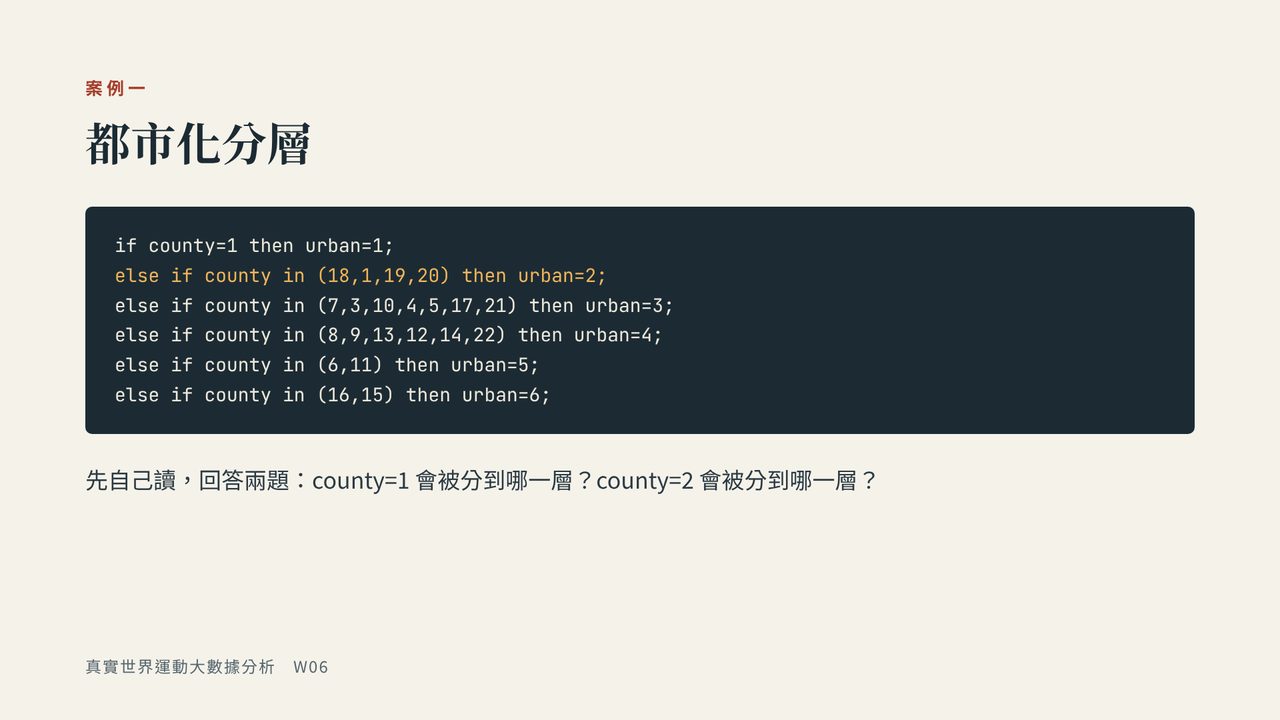 案例一
都市化分層
if county=1 then urban=1;
else if county in (18,1,19,20) then urban=2;
else if county in (7,3,10,4,5,17,21) then urban=3;
else if county in (8,9,13,12,14,22) then urban=4;
else if county in (6,11) then urban=5;
else if county in (16,15) then urban=6;
先自己讀，回答兩題：county=1 會被分到哪一層？county=2 會被分到哪一層？
真實世界運動大數據分析　W06